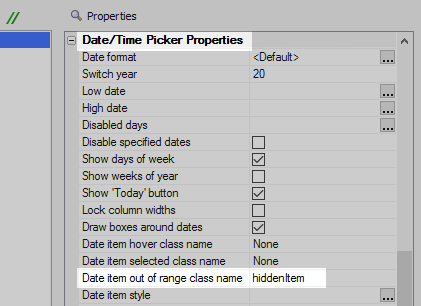 //
Properties
Date/Time Picker Properties
Date format <Default> ...
Switch year 20
Low date ...
High date ...
Disabled days ...
Disable specified dates
Show days of week
Show weeks of year
Show 'Today' button
Lock column widths
Draw boxes around dates
Date item hover class name None
Date item selected class name None
Date item out of range class name hiddenItem
Date item style ...